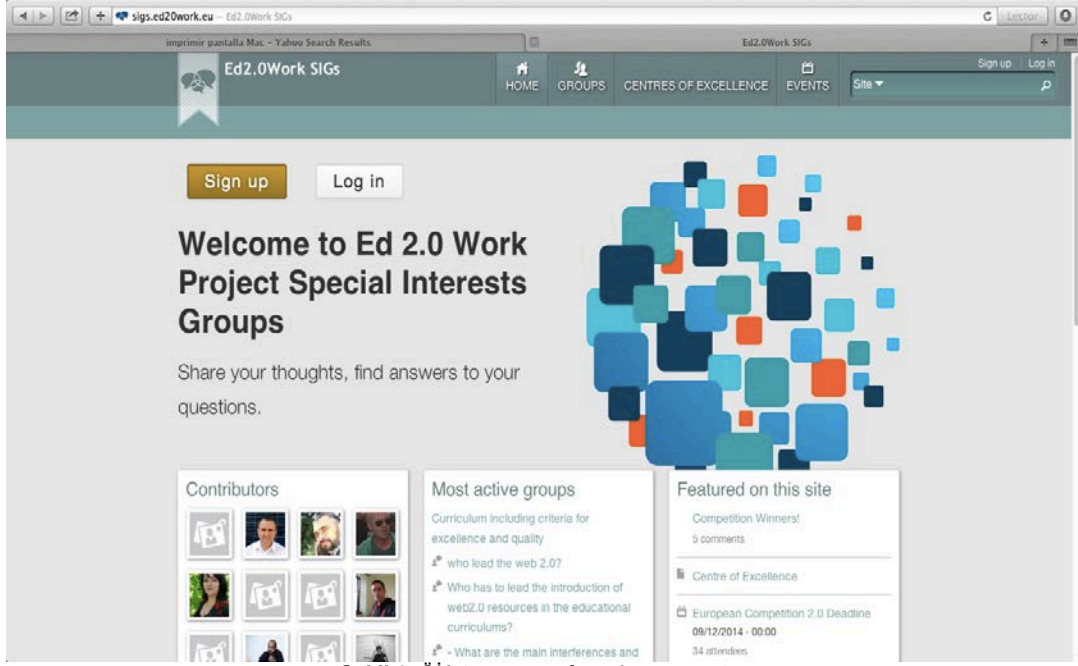 sigs.ed20work.eu — Ed2.0Work SIGs
Lector
imprimir pantalla Mac - Yahoo Search Results
Ed2.0Work SIGs
Ed2.0Work SIGs
HOME
GROUPS
CENTRES OF EXCELLENCE
EVENTS
Sign up
Log in
Site
Sign up
Log in
Welcome to Ed 2.0 Work
Project Special Interests
Groups
Share your thoughts, find answers to your
questions.
Contributors
Most active groups
Curriculum including criteria for
excellence and quality
who lead the web 2.0?
Who has to lead the introduction of
web2.0 resources in the educational
curriculums?
- What are the main interferences and
Featured on this site
Competition Winners!
5 comments
Centre of Excellence
European Competition 2.0 Deadline
09/12/2014 - 00:00
34 attendees